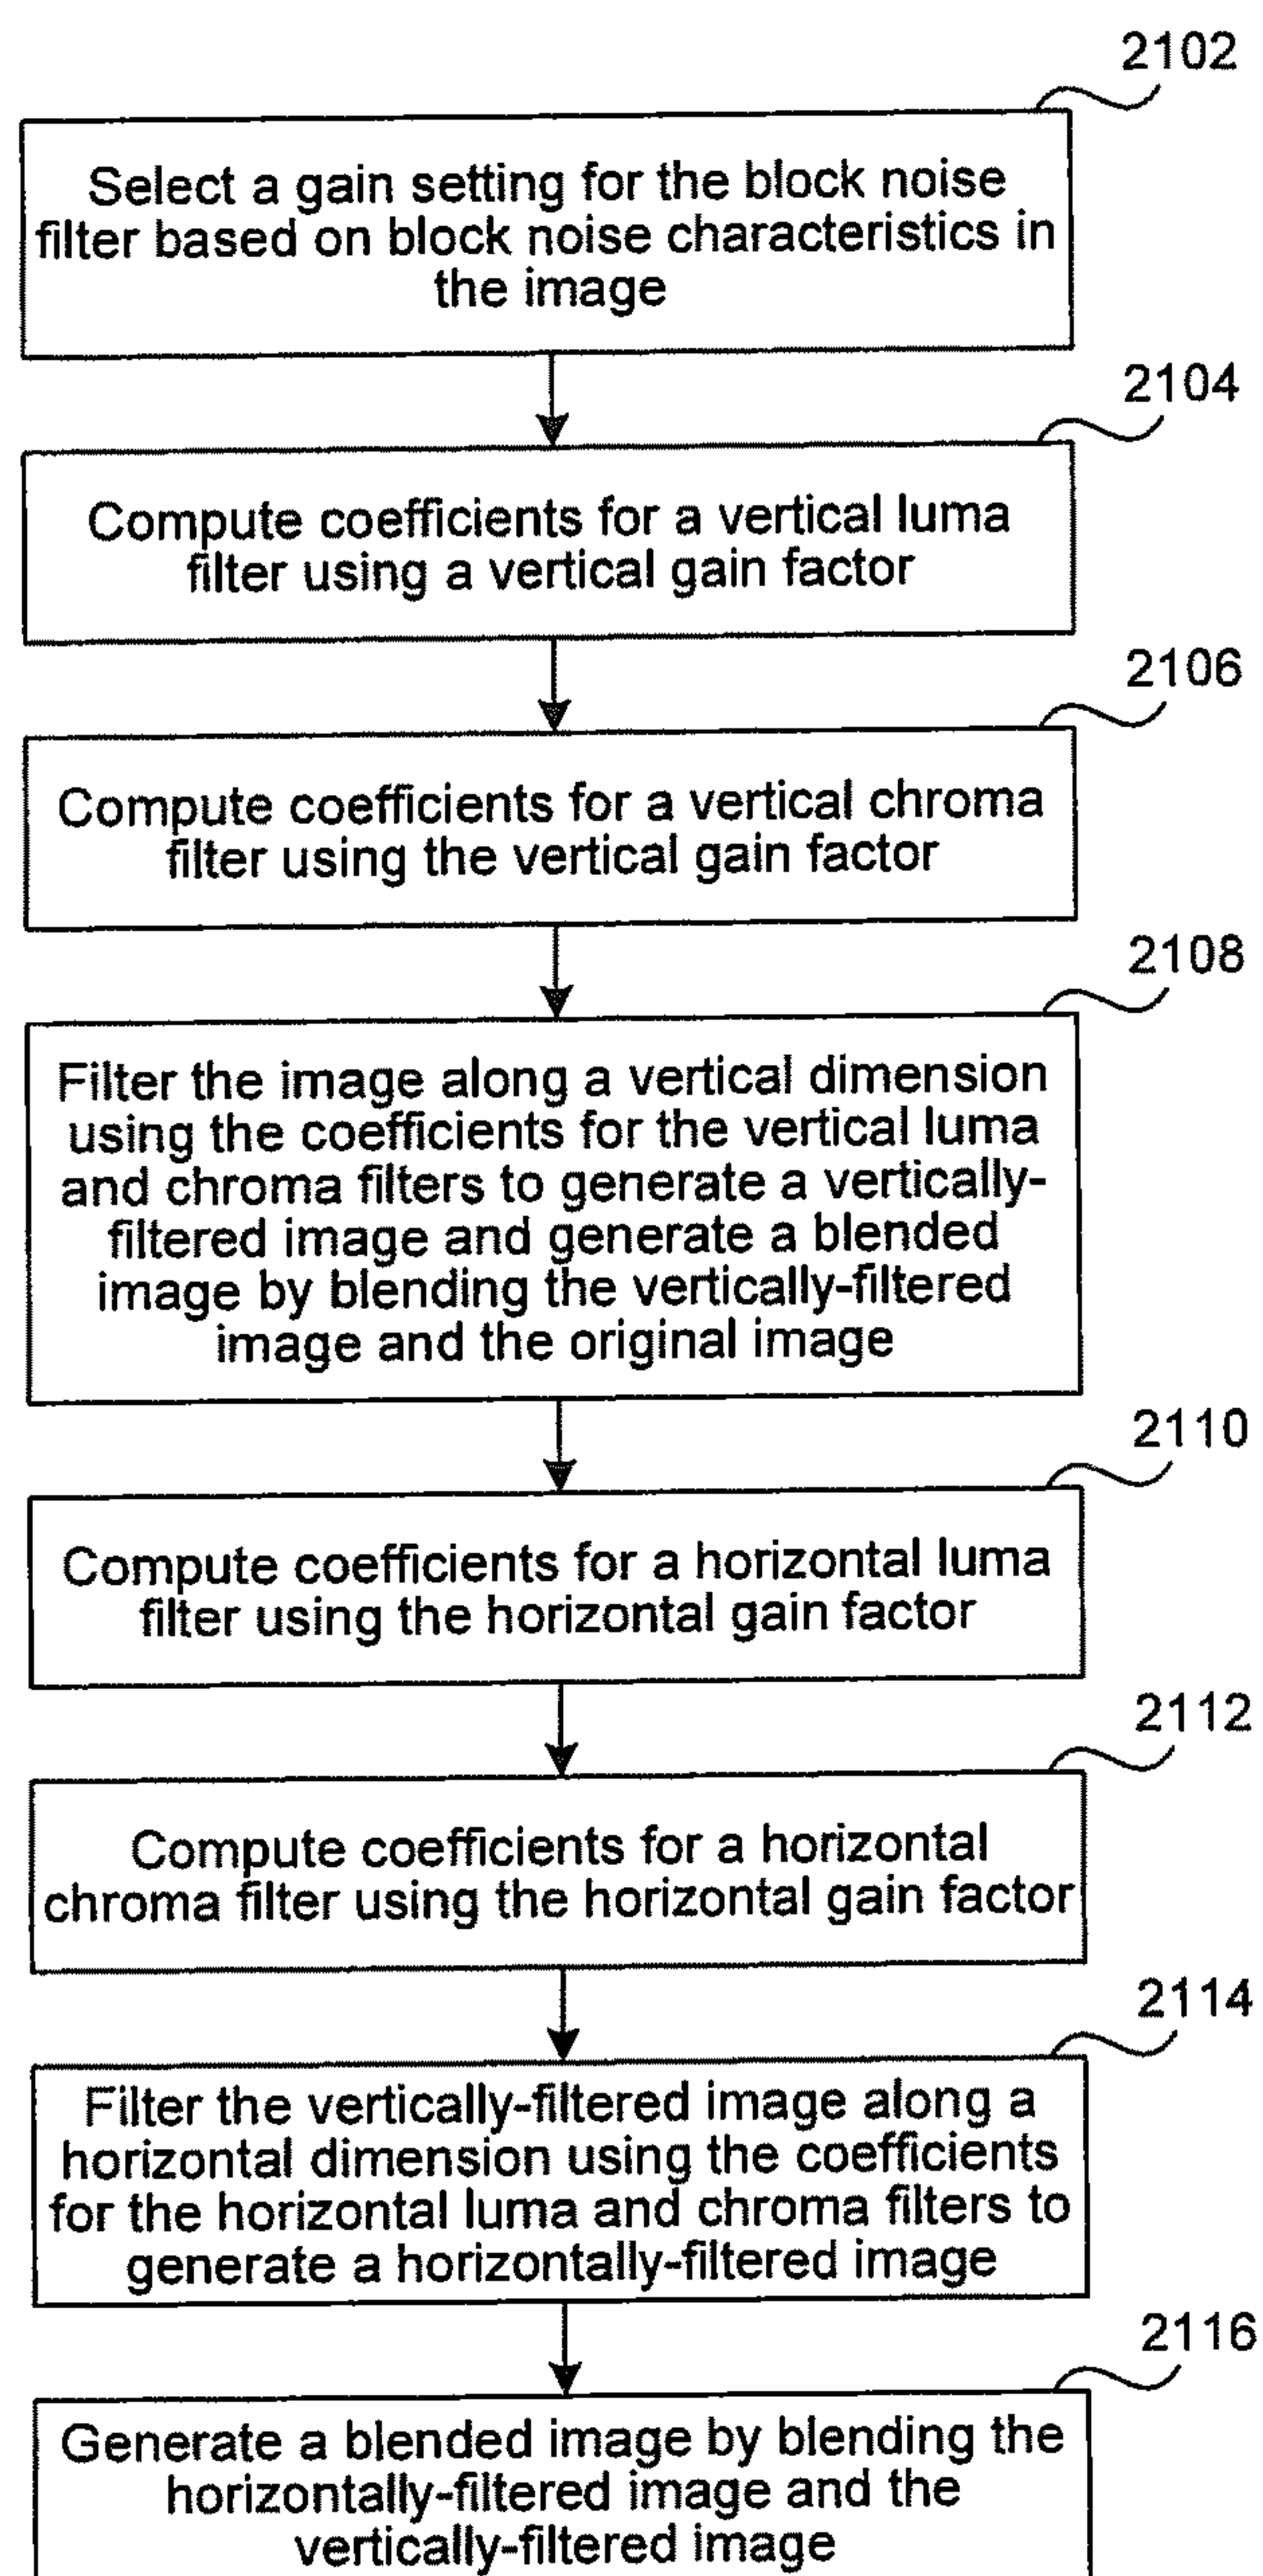 2102
Select a gain setting for the block noise
filter based on block noise characteristics in
the image
2104
Compute coefficients for a vertical luma
filter using a vertical gain factor
2106
Compute coefficients for a vertical chroma
filter using the vertical gain factor
2108
Filter the image along a vertical dimension
using the coefficients for the vertical luma
and chroma filters to generate a vertically-
filtered image and generate a blended
image by blending the vertically-filtered
image and the original image
2110
Compute coefficients for a horizontal luma
filter using the horizontal gain factor
2112
Compute coefficients for a horizontal
chroma filter using the horizontal gain factor
2114
Filter the vertically-filtered image along a
horizontal dimension using the coefficients
for the horizontal luma and chroma filters to
generate a horizontally-filtered image
2116
Generate a blended image by blending the
horizontally-filtered image and the
vertically-filtered image